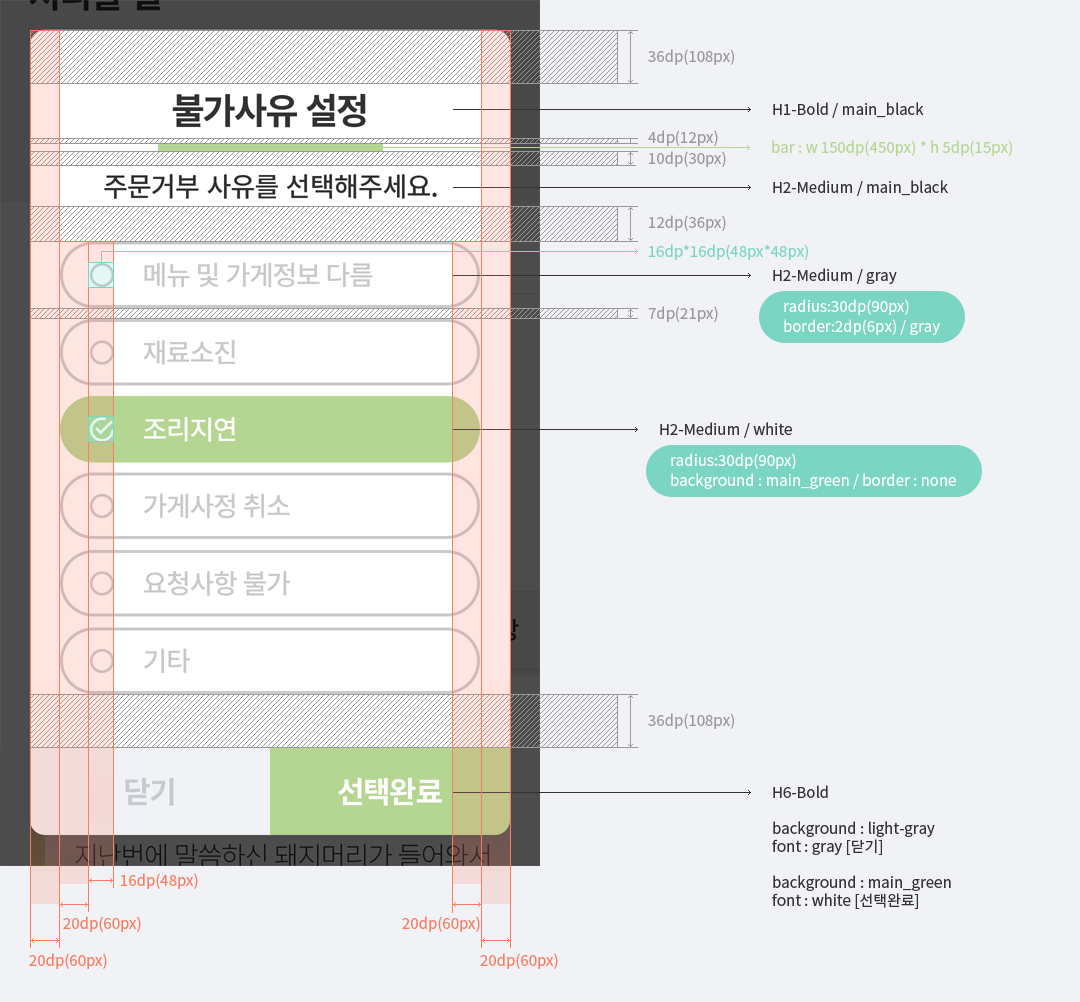 36dp(108px)
불가사유 설정
H1-Bold / main_black
4dp(12px)
bar : w 150dp(450px) * h 5dp(15px)
10dp(30px)
주문거부 사유를 선택해주세요.
H2-Medium / main_black
12dp(36px)
16dp*16dp(48px*48px)
메뉴 및 가게정보 다름
H2-Medium / gray
radius:30dp(90px)
border:2dp(6px) / gray
7dp(21px)
재료소진
조리지연
H2-Medium / white
radius:30dp(90px)
background : main_green / border : none
가게사정 취소
요청사항 불가
기타
36dp(108px)
닫기
선택완료
H6-Bold
background : light-gray
font : gray [닫기]
background : main_green
font : white [선택완료]
지난번에 말씀하신 돼지머리가 들어와서
16dp(48px)
20dp(60px)
20dp(60px)
20dp(60px)
20dp(60px)